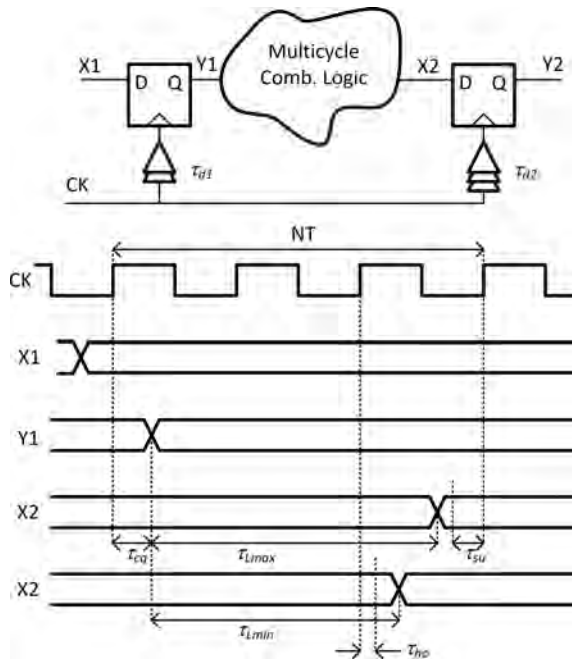 Multicycle
Comb. Logic
X1
Y1
X2
Y2
D Q
D Q
τd1
τd2
CK
NT
CK
X1
Y1
X2
τcq
τLmax
τsu
X2
τLmin
τho